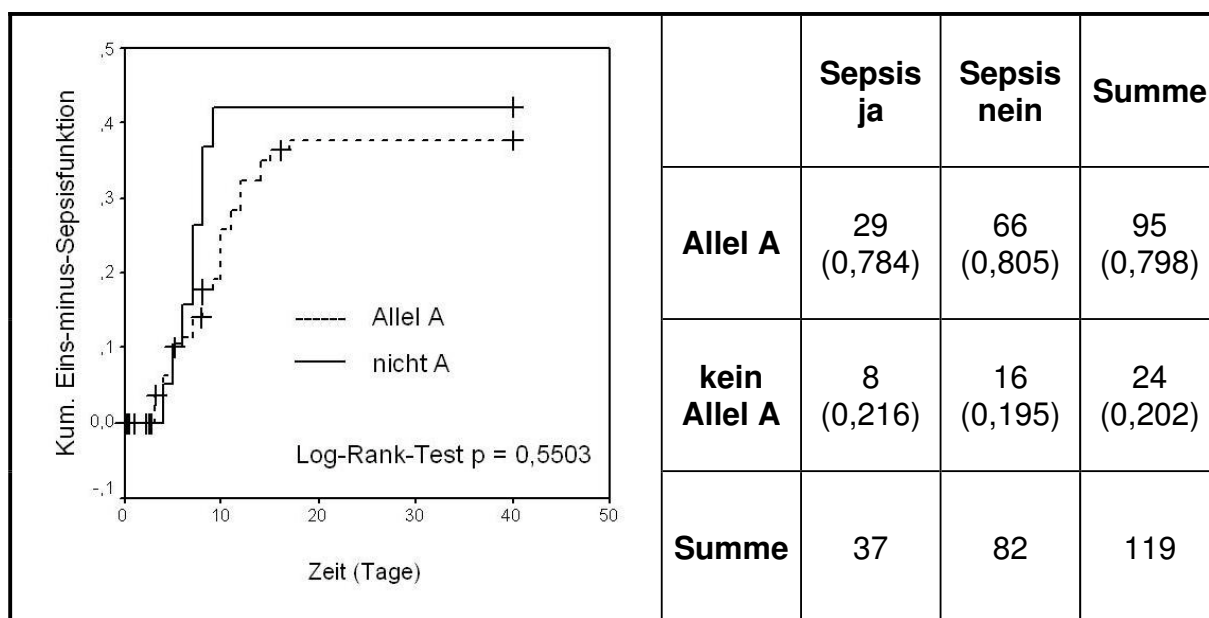 Kum. Eins-minus-Sepsisfunktion
,5
,4
,3
,2
,1
0,0
-,1
0 10 20 30 40 50
Zeit (Tage)
Allel A
nicht A
Log-Rank-Test p = 0,5503
Sepsis
ja
Sepsis
nein
Summe
Allel A
29
(0,784)
66
(0,805)
95
(0,798)
kein
Allel A
8
(0,216)
16
(0,195)
24
(0,202)
Summe
37
82
119